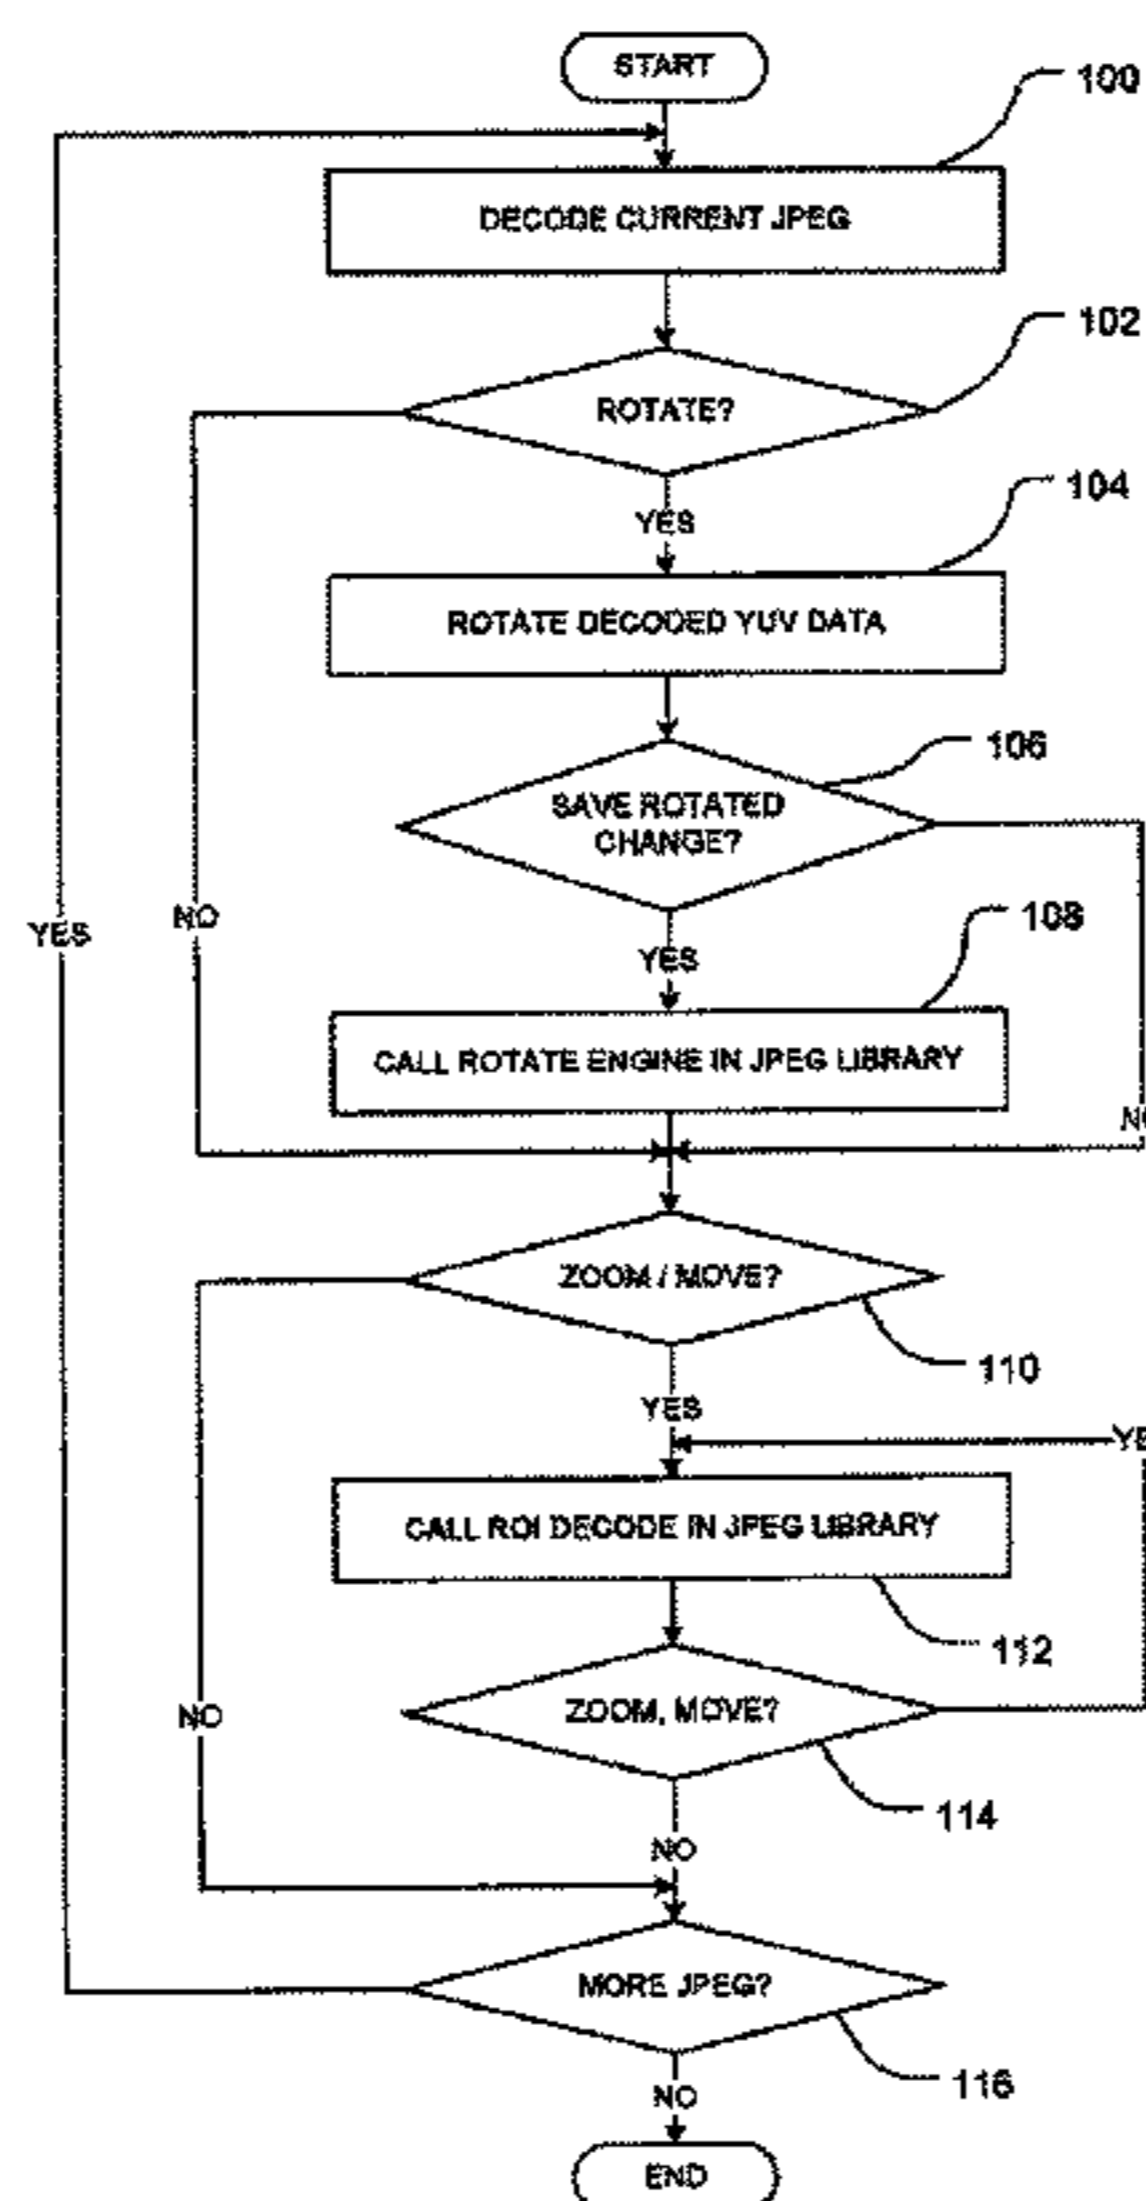 START
100
DECODE CURRENT JPEG
102
ROTATE?
YES
104
ROTATE DECODED YUV DATA
106
SAVE ROTATED
CHANGE?
YES
NO
YES
108
CALL ROTATE ENGINE IN JPEG LIBRARY
ZOOM / MOVE?
110
YES
CALL ROI DECODE IN JPEG LIBRARY
112
ZOOM, MOVE?
NO
114
NO
MORE JPEG?
116
NO
END